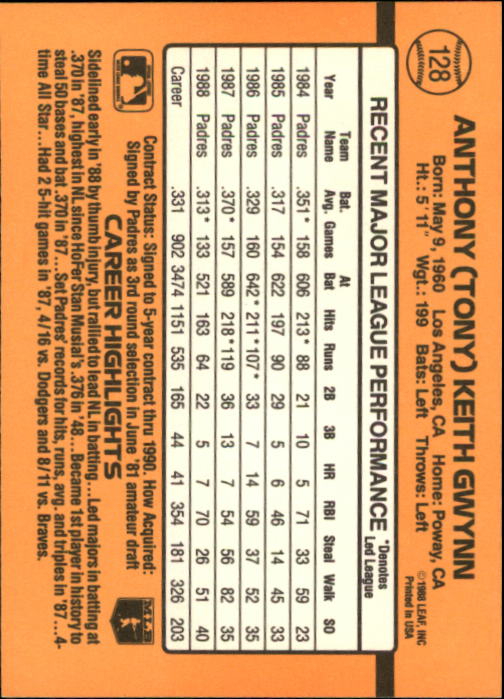 128
ANTHONY (TONY) KEITH GWYNN
Born: May 9, 1960 Los Angeles, CA Home: Poway, CA
Ht.: 5' 11" Wgt.: 199 Bats: Left Throws: Left
©1988 LEAF, INC
Printed in USA
RECENT MAJOR LEAGUE PERFORMANCE *Denotes Led League
Year Team Name Bat. Avg. Games At Bat Hits Runs 2B 3B HR RBI Steal Walk SO
1984 Padres .351* 158 606 213* 88 21 10 5 71 33 59 23
1985 Padres .317 154 622 197 90 29 5 6 46 14 45 33
1986 Padres .329 160 642* 211* 107* 33 7 14 59 37 52 35
1987 Padres .370* 157 589 218* 119 36 13 7 54 56 82 35
1988 Padres .313* 133 521 163 64 22 5 7 70 26 51 40
Career .331 902 3474 1151 535 165 44 41 354 181 326 203
Contract Status: Signed to 5-year contract thru 1990. How Acquired:
Signed by Padres as 3rd round selection in June '81 amateur draft
MLB
CAREER HIGHLIGHTS
Sidelined early in '88 by thumb injury, but rallied to lead NL in batting...Led majors in batting at
.370 in '87, highest in NL since HoFer Stan Musial's .376 in '48...Became 1st player in history to
steal 50 bases and bat .370 in '87...Set Padres' records for hits, runs, avg. and triples in '87...4-
time All Star...Had 2 5-hit games in '87, 4/16 vs. Dodgers and 8/11 vs. Braves.